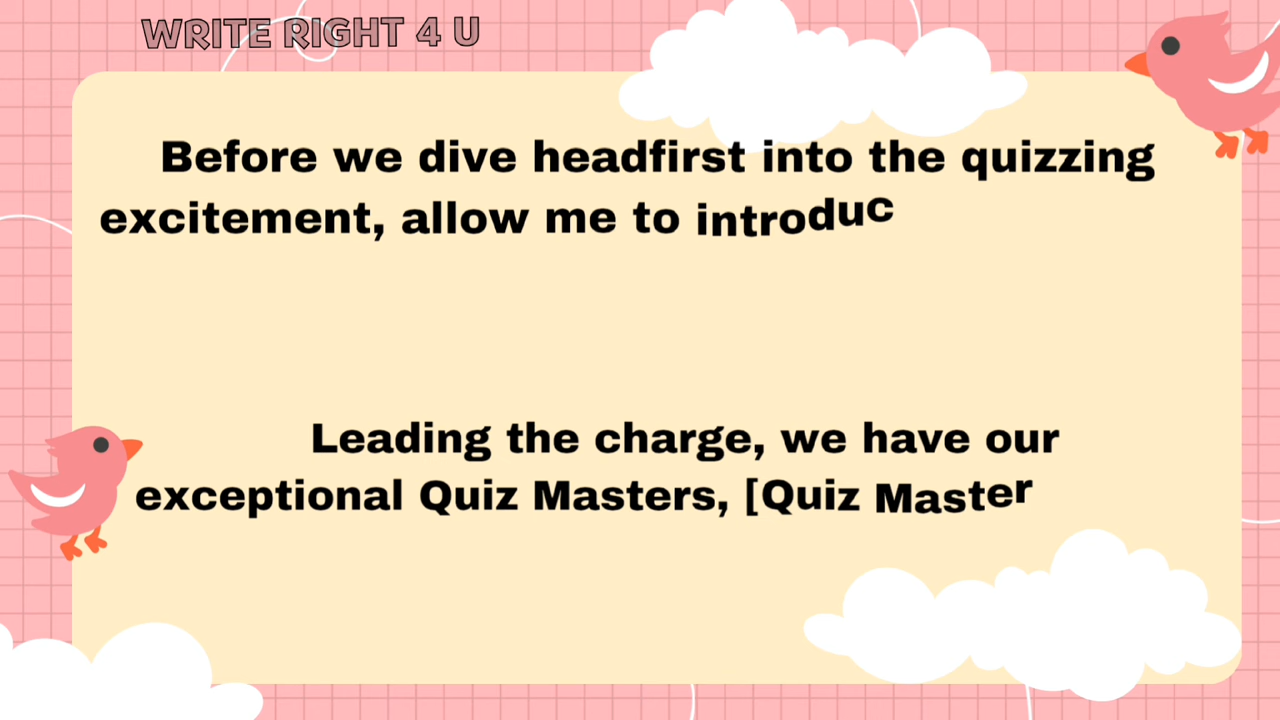 WRITE RIGHT 4 U
Before we dive headfirst into the quizzing
excitement, allow me to introduc
Leading the charge, we have our
exceptional Quiz Masters, [Quiz Master